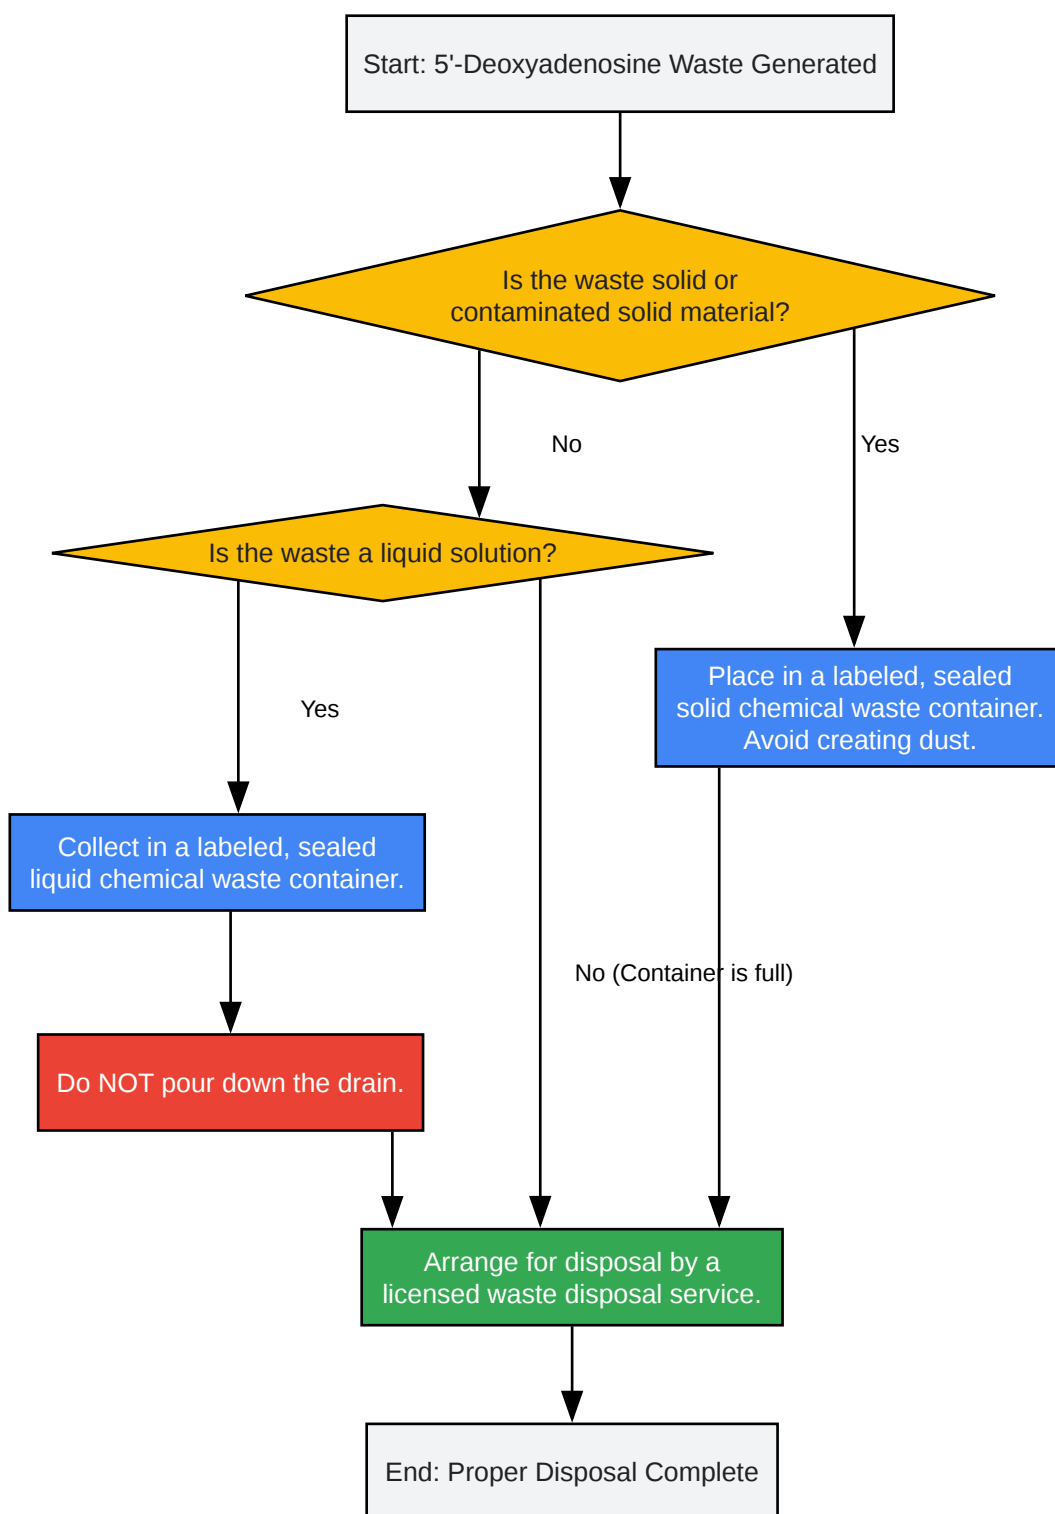 Start: 5'-Deoxyadenosine Waste Generated
Is the waste solid or
contaminated solid material?
No
Yes
Is the waste a liquid solution?
Place in a labeled, sealed
solid chemical waste container.
Avoid creating dust.
Yes
Collect in a labeled, sealed
liquid chemical waste container.
No (Container is full)
Do NOT pour down the drain.
Arrange for disposal by a
licensed waste disposal service.
End: Proper Disposal Complete